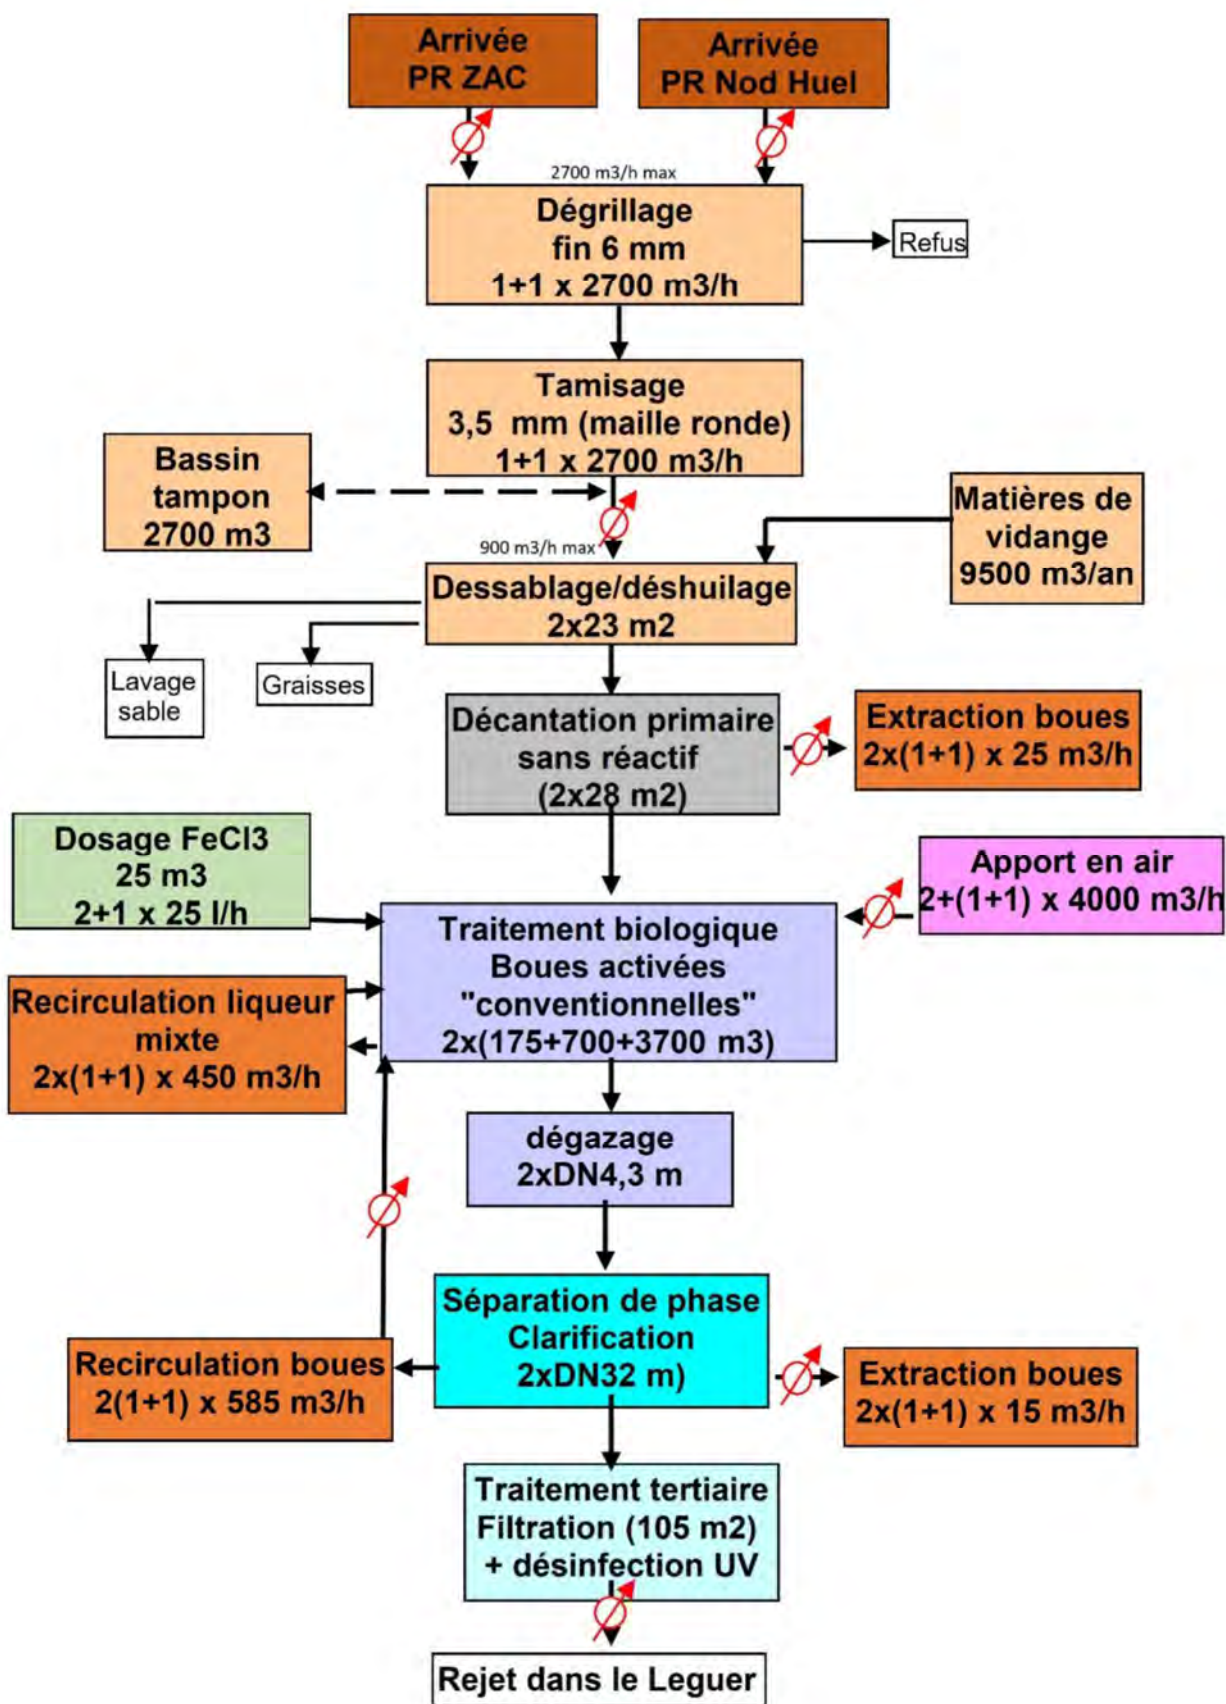 Arrivée
PR ZAC
Arrivée
PR Nod Huel
2700 m3/h max
Dégrillage
fin 6 mm
1+1 x 2700 m3/h
Refus
Tamisage
3,5 mm (maille ronde)
1+1 x 2700 m3/h
Bassin
tampon
2700 m3
Matières de
vidange
9500 m3/an
900 m3/h max
Dessablage/déshuilage
2x23 m2
Lavage
sable
Graisses
Décantation primaire
sans réactif
(2x28 m2)
Extraction boues
2x(1+1) x 25 m3/h
Dosage FeCl3
25 m3
2+1 x 25 l/h
Apport en air
2+(1+1) x 4000 m3/h
Traitement biologique
Boues activées
"conventionnelles"
2x(175+700+3700 m3)
Recirculation liqueur
mixte
2x(1+1) x 450 m3/h
dégazage
2xDN4,3 m
Séparation de phase
Clarification
2xDN32 m)
Recirculation boues
2(1+1) x 585 m3/h
Extraction boues
2x(1+1) x 15 m3/h
Traitement tertiaire
Filtration (105 m2)
+ désinfection UV
Rejet dans le Leguer